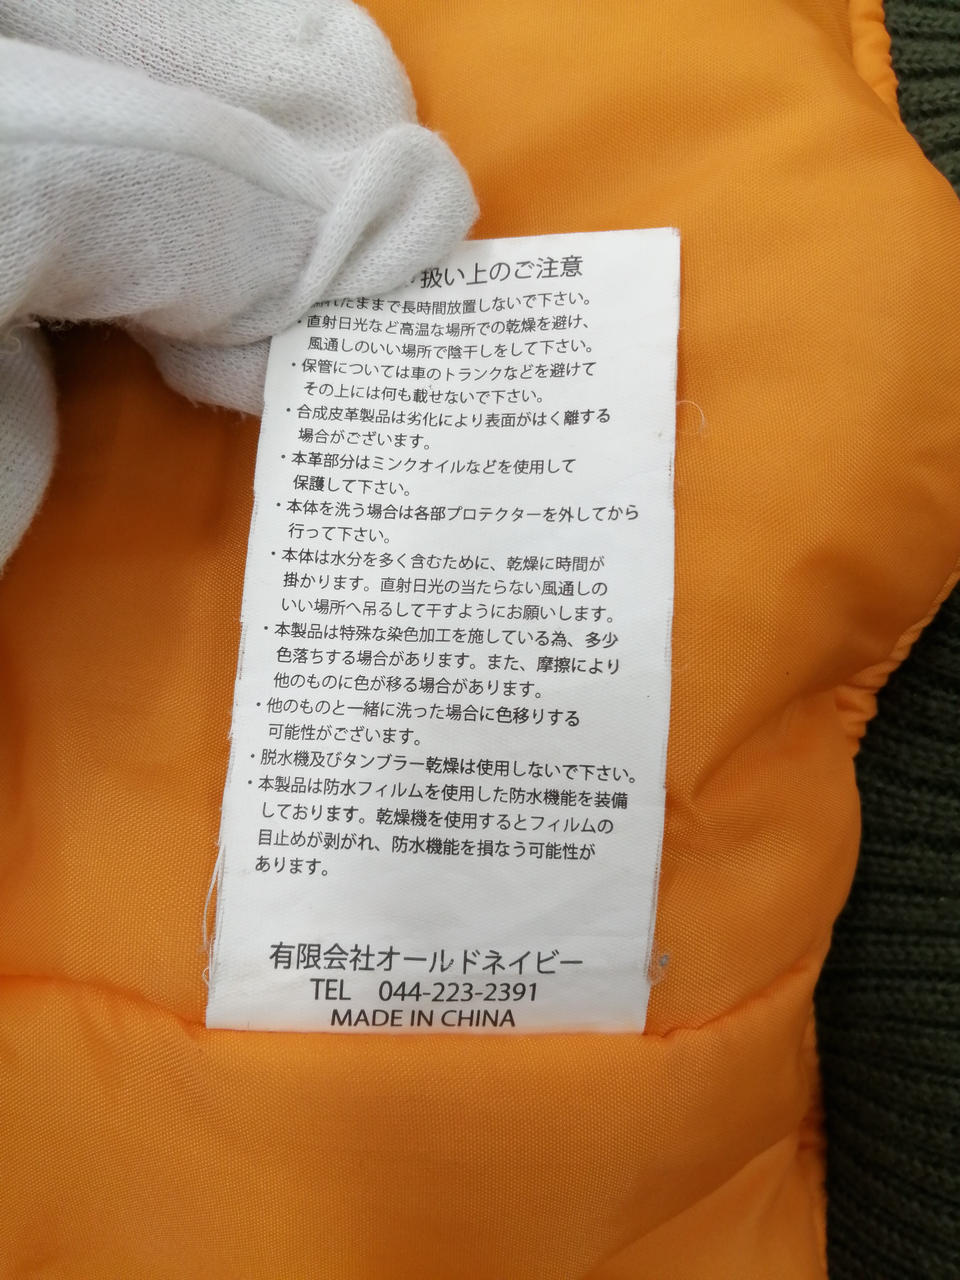 扱い上のご注意
れたままで長時間放置しないで下さい。
・直射日光など高温な場所での乾燥を避け、
風通しのいい場所で陰干しをして下さい。
・保管については車のトランクなどを避けて
その上には何も載せないで下さい。
・合成皮革製品は劣化により表面がはく離する
場合がございます。
・本革部分はミンクオイルなどを使用して
保護して下さい。
・本体を洗う場合は各部プロテクターを外してから
行って下さい。
・本体は水分を多く含むために、乾燥に時間が
掛かります。直射日光の当たらない風通しの
いい場所へ吊るして干すようにお願いします。
・本製品は特殊な染色加工を施している為、多少
色落ちする場合があります。また、摩擦により
他のものに色が移る場合があります。
・他のものと一緒に洗った場合に色移りする
可能性がございます。
・脱水機及びタンブラー乾燥は使用しないで下さい。
・本製品は防水フィルムを使用した防水機能を装備
しております。乾燥機を使用するとフィルムの
目止めが剥がれ、防水機能を損なう可能性が
あります。
有限会社オールドネイビー
TEL 044-223-2391
MADE IN CHINA